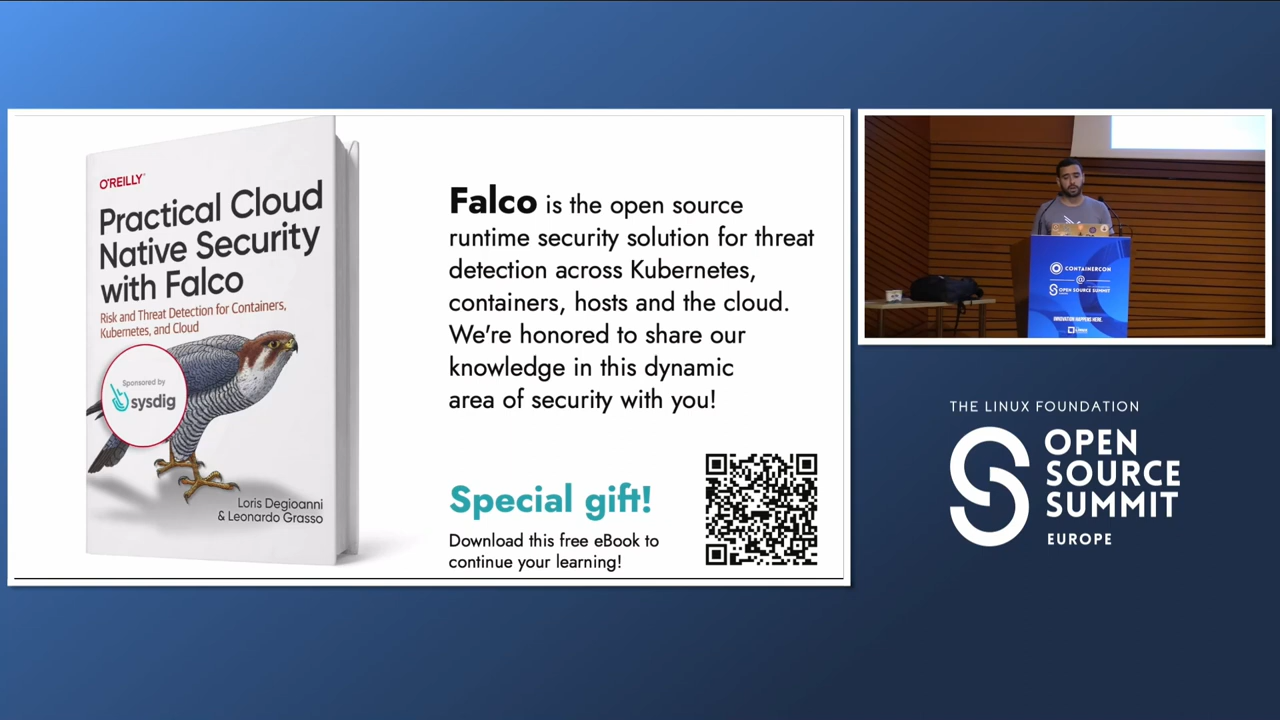 O'REILLY
Practical Cloud
Native Security
with Falco
Risk and Threat Detection for Containers,
Kubernetes, and Cloud
Sponsored by
sysdig
Loris Degioanni
& Leonardo Grasso
Falco is the open source
runtime security solution for threat
detection across Kubernetes,
containers, hosts and the cloud.
We're honored to share our
knowledge in this dynamic
area of security with you!
Special gift!
Download this free eBook to
continue your learning!
CONTAINERCON
@
OPEN SOURCE SUMMIT
INNOVATION HAPPENS HERE.
THE LINUX FOUNDATION
OPEN
SOURCE
SUMMIT
EUROPE